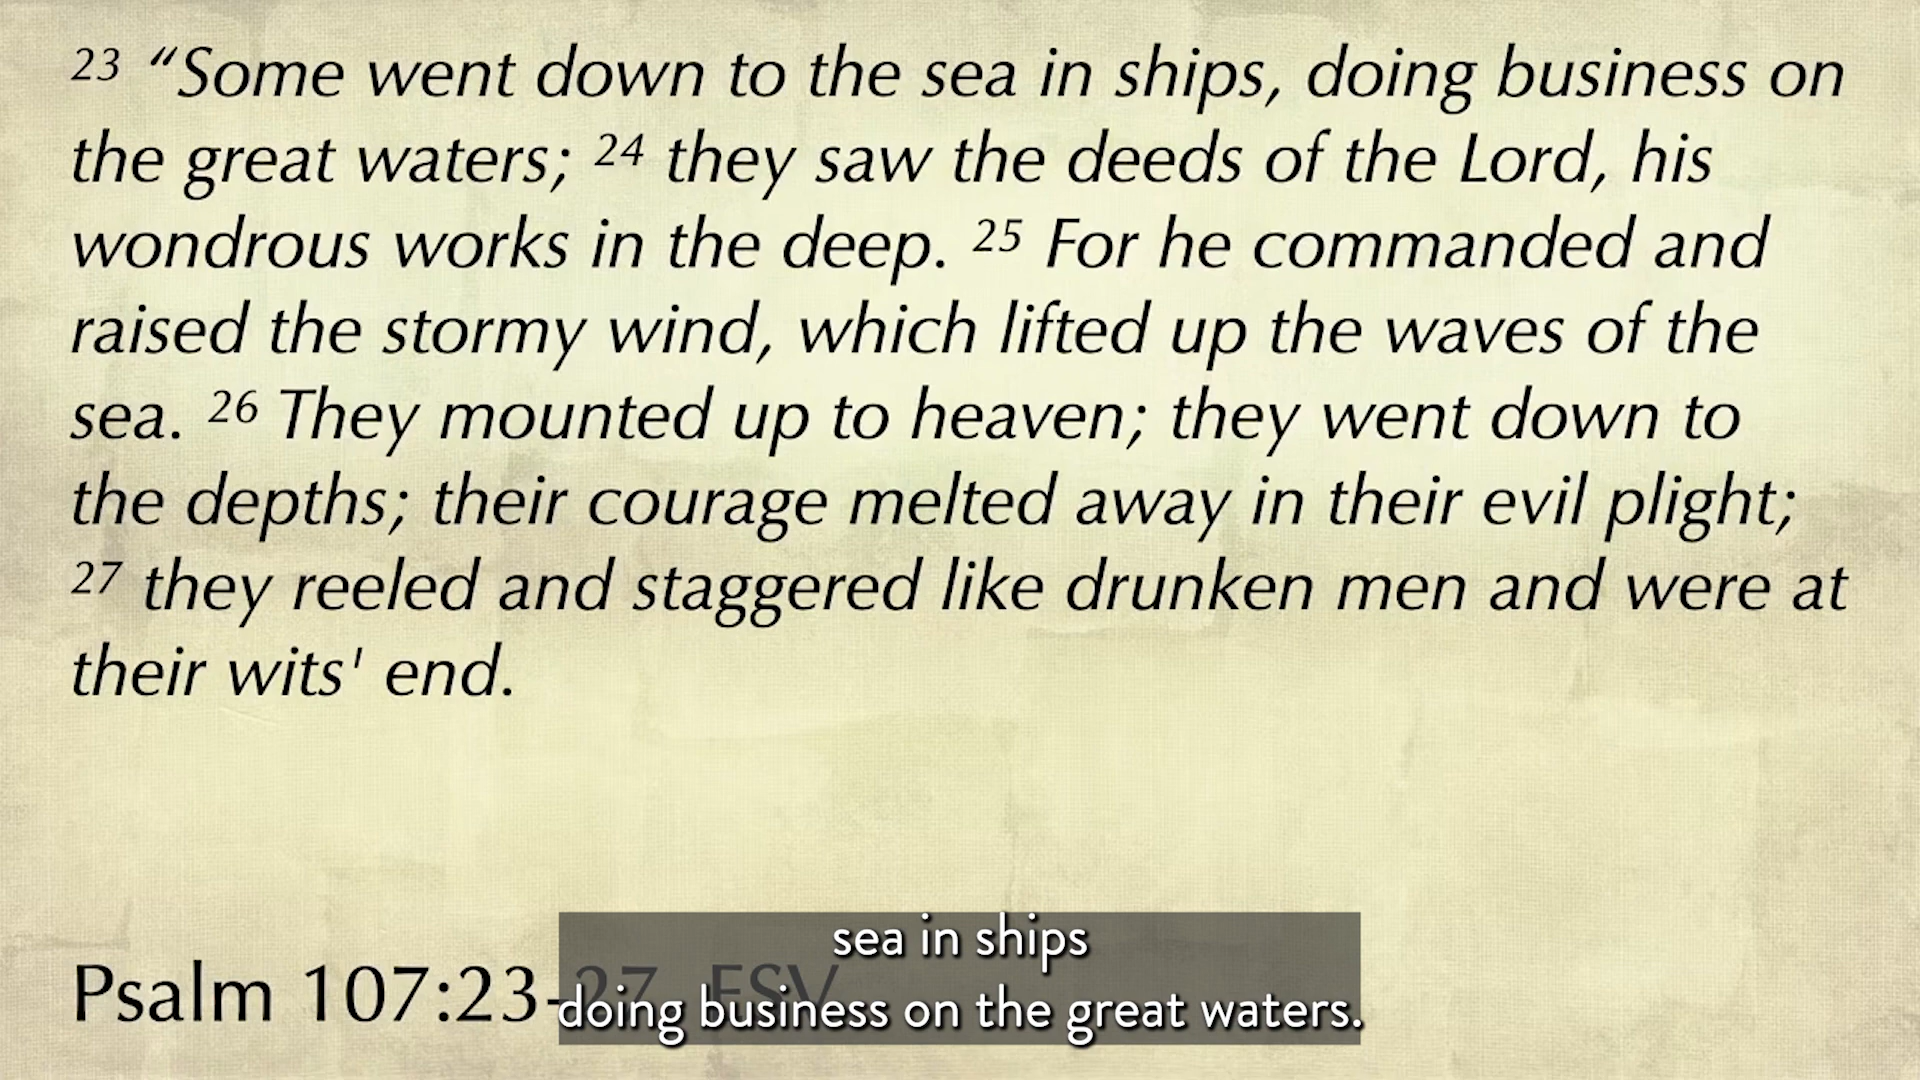 23 “Some went down to the sea in ships, doing business on
the great waters; 24 they saw the deeds of the Lord, his
wondrous works in the deep. 25 For he commanded and
raised the stormy wind, which lifted up the waves of the
sea. 26 They mounted up to heaven; they went down to
the depths; their courage melted away in their evil plight;
27 they reeled and staggered like drunken men and were at
their wits' end.
Psalm 107:23-27 ESV
sea in ships
doing business on the great waters.